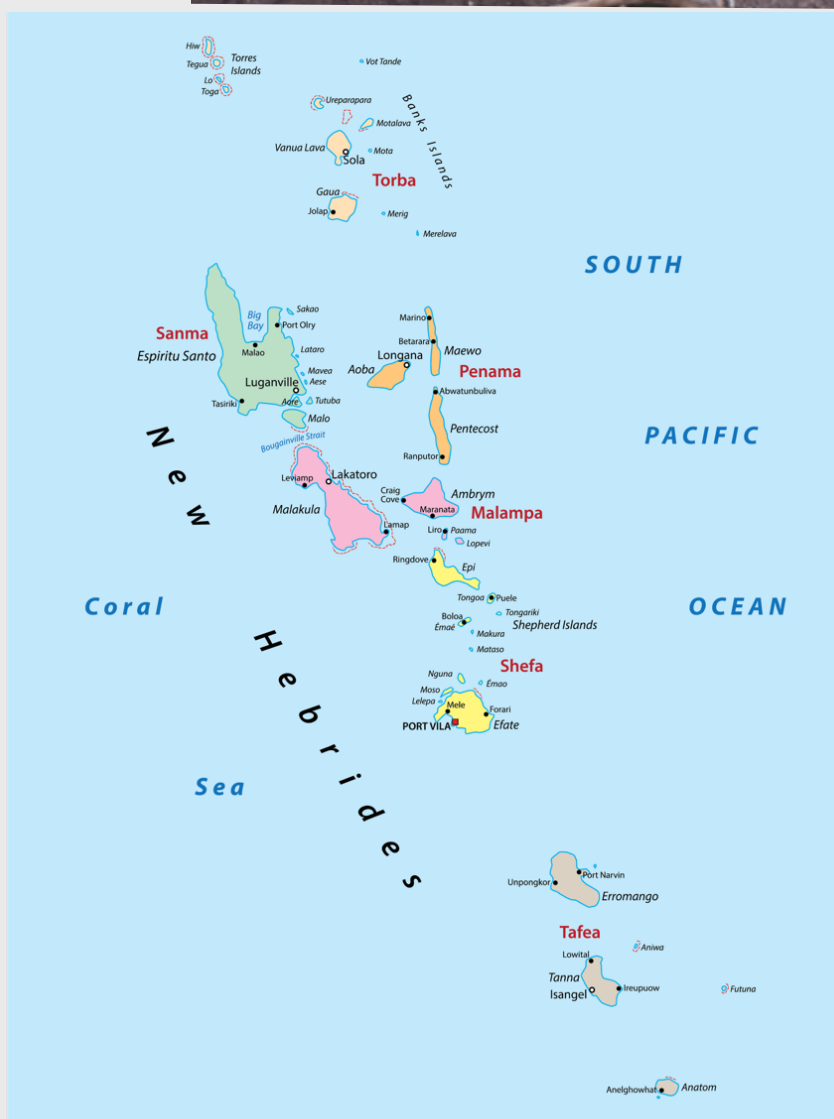 Hiw
Tegua
Torres
Islands
Lo
Toga
Vot Tande
Ureparapara
Banks Islands
Motalava
Vanua Lava
Sola
Mota
Torba
Gaua
Jolap
Merig
Merelava
SOUTH
Sanma
Espiritu Santo
Big
Bay
Sakao
Port Olry
Malao
Lataro
Mavea
Aese
Luganville
Aore
Tutuba
Tasiriki
Malo
Bougainville Strait
Marino
Betarara
Longana
Maewo
Aoba
Penama
Abwatunbuliva
Pentecost
Ranputor
PACIFIC
New
Leviamp
Lakatoro
Malakula
Lamap
Craig
Cove
Ambrym
Maranata
Malampa
Liro
Paama
Lopevi
Ringdove
Epi
Coral
OCEAN
Tongoa
Puele
Tongariki
Boloa
Émaé
Shepherd Islands
Makura
Mataso
Hebrides
Shefa
Nguna
Émao
Moso
Lelepa
Mele
Forari
PORT VILA
Efate
Sea
Port Narvin
Unpongkor
Erromango
Tafea
Aniwa
Lowital
Tanna
Isangel
Ireupuow
Futuna
Anelghowhat
Anatom